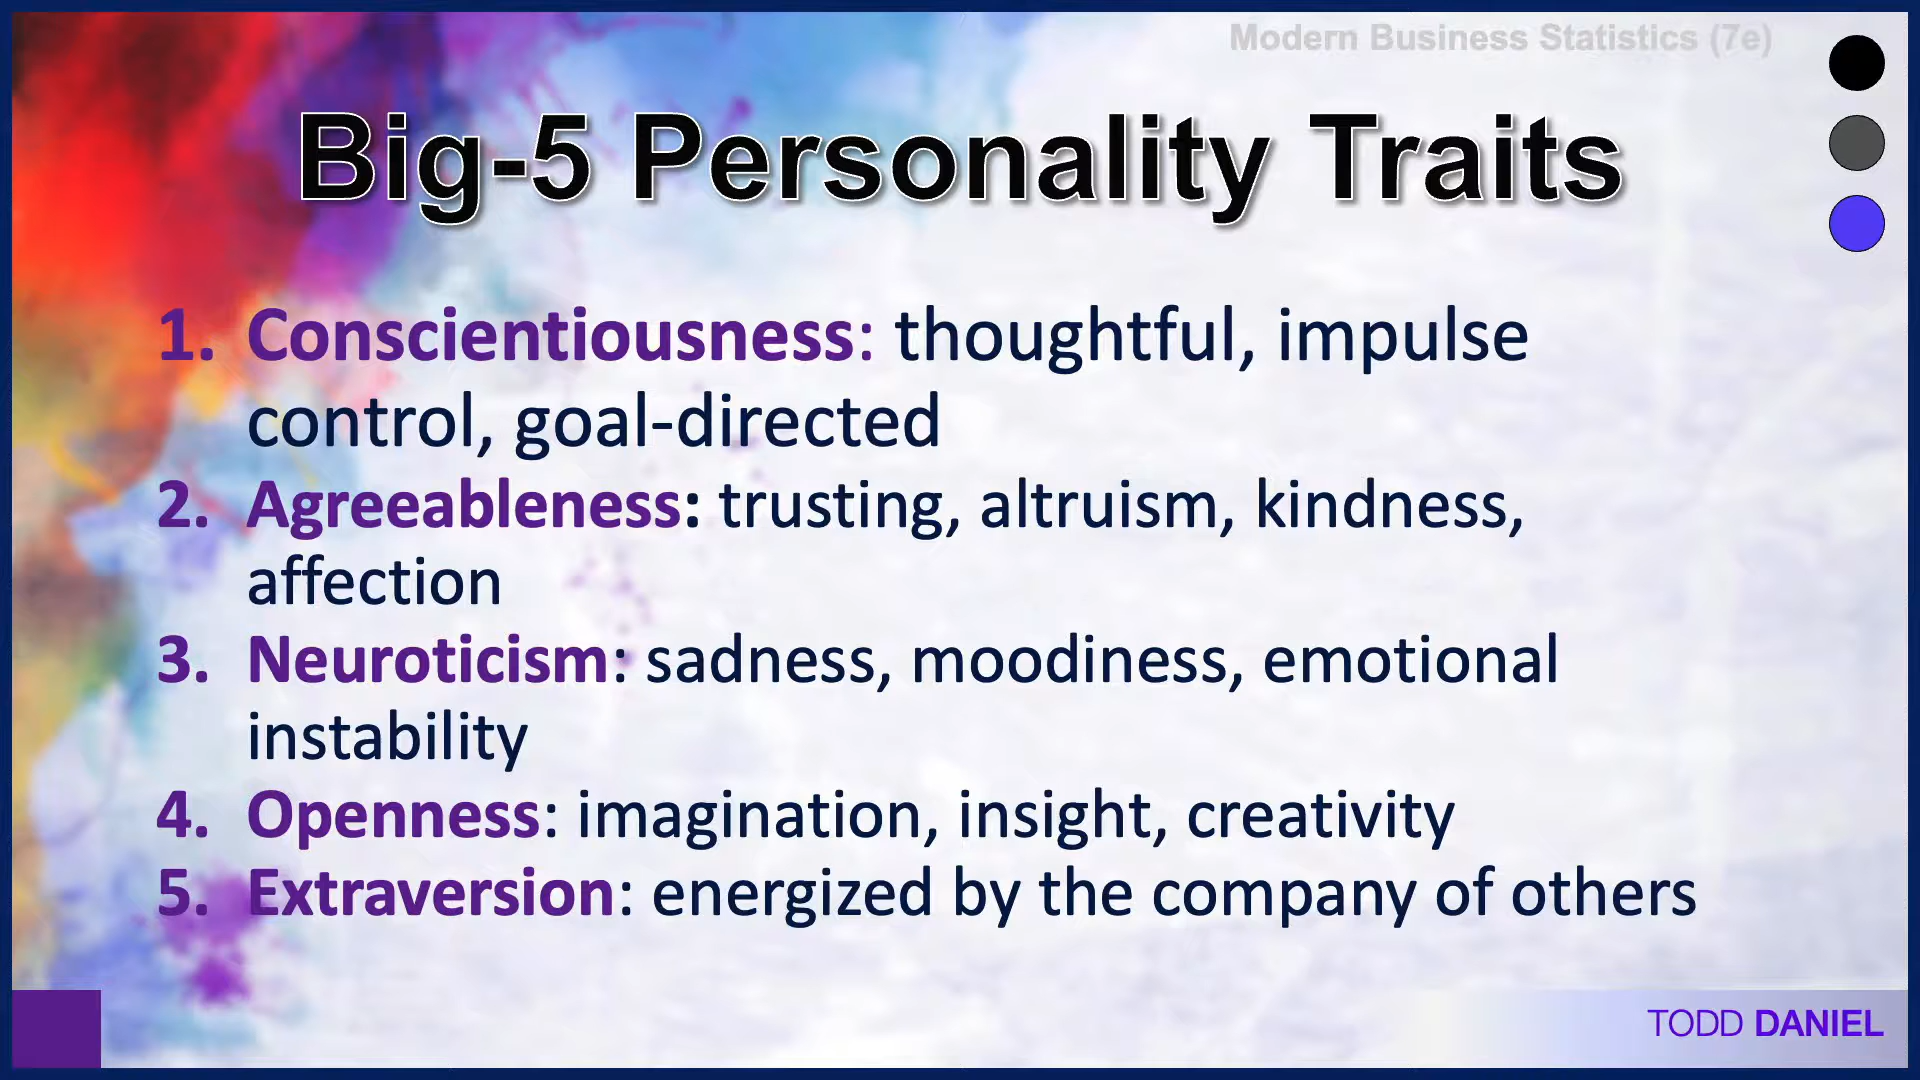 Modern Business Statistics (7e)
Big-5 Personality Traits
1. Conscientiousness: thoughtful, impulse
control, goal-directed
2. Agreeableness: trusting, altruism, kindness,
affection
3. Neuroticism: sadness, moodiness, emotional
instability
4. Openness: imagination, insight, creativity
5. Extraversion: energized by the company of others
TODD DANIEL